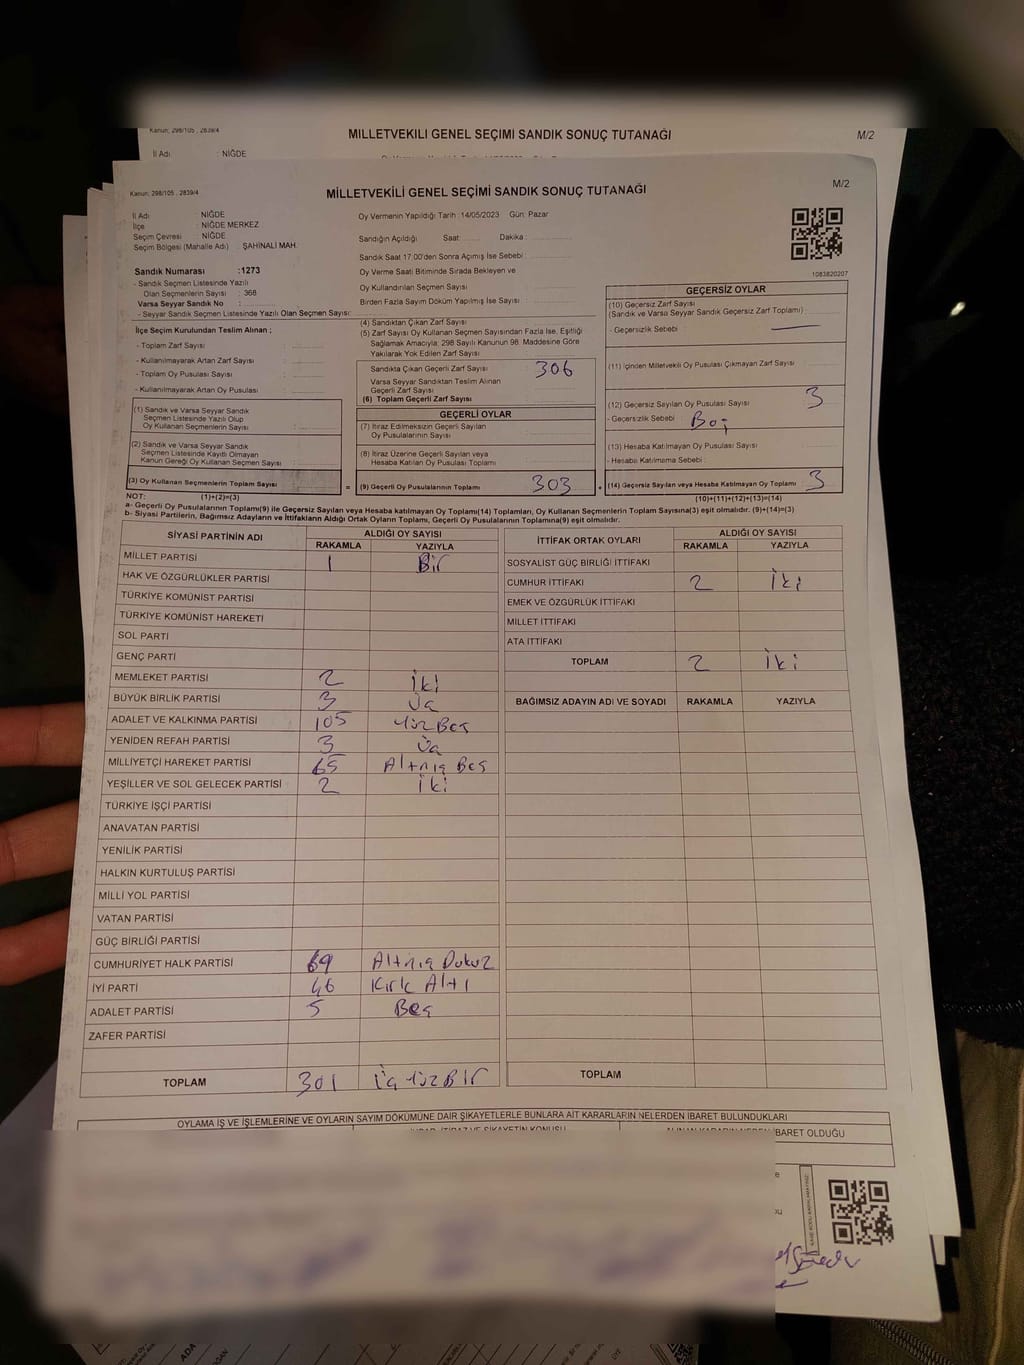 Kanun; 298/105 . 2839/4
MİLLETVEKİLİ GENEL SEÇİMİ SANDIK SONUÇ TUTANAĞI
M/2
İl Adı : NİĞDE
Kanun; 298/105 . 2839/4
MİLLETVEKİLİ GENEL SEÇİMİ SANDIK SONUÇ TUTANAĞI
M/2
İl Adı : NİĞDE
İlçe : NİĞDE MERKEZ
Seçim Çevresi : NİĞDE
Seçim Bölgesi (Mahalle Adı) : ŞAHİNALİ MAH.
Sandık Numarası :1273
- Sandık Seçmen Listesinde Yazılı
Olan Seçmenlerin Sayısı : 368
Varsa Seyyar Sandık No :
- Seyyar Sandık Seçmen Listesinde Yazılı Olan Seçmen Sayısı:
İlçe Seçim Kurulundan Teslim Alınan ;
- Toplam Zarf Sayısı :
- Kullanılmayarak Artan Zarf Sayısı :
- Toplam Oy Pusulası Sayısı :
- Kullanılmayarak Artan Oy Pusulası :
(1) Sandık ve Varsa Seyyar Sandık
Seçmen Listesinde Yazılı Olup
Oy Kullanan Seçmenlerin Sayısı :
(2) Sandık ve Varsa Seyyar Sandık
Seçmen Listesinde Kayıtlı Olmayan
Kanun Gereği Oy Kullanan Seçmen Sayısı :
(3) Oy Kullanan Seçmenlerin Toplam Sayısı =
Oy Vermenin Yapıldığı Tarih :14/05/2023 Gün: Pazar
Sandığın Açıldığı Saat: Dakika :
Sandık Saat 17.00'den Sonra Açılmış İse Sebebi :
Oy Verme Saati Bitiminde Sırada Bekleyen ve
Oy Kullandırılan Seçmen Sayısı :
Birden Fazla Sayım Döküm Yapılmış İse Sayısı :
(4) Sandıktan Çıkan Zarf Sayısı :
(5) Zarf Sayısı Oy Kullanan Seçmen Sayısından Fazla İse, Eşitliği
Sağlamak Amacıyla; 298 Sayılı Kanunun 98. Maddesine Göre
Yakılarak Yok Edilen Zarf Sayısı :
Sandıkta Çıkan Geçerli Zarf Sayısı : 306
Varsa Seyyar Sandıktan Teslim Alınan
Geçerli Zarf Sayısı :
(6) Toplam Geçerli Zarf Sayısı :
GEÇERLİ OYLAR
(7) İtiraz Edilmeksizin Geçerli Sayılan
Oy Pusulalarının Sayısı :
(8) İtiraz Üzerine Geçerli Sayılan veya
Hesaba Katılan Oy Pusulası Toplamı :
(9) Geçerli Oy Pusulalarının Toplamı : 303 +
1083820207
GEÇERSİZ OYLAR
(10) Geçersiz Zarf Sayısı
(Sandık ve Varsa Seyyar Sandık Geçersiz Zarf Toplamı) :
- Geçersizlik Sebebi :
(11) İçinden Milletvekili Oy Pusulası Çıkmayan Zarf Sayısı :
(12) Geçersiz Sayılan Oy Pusulası Sayısı : 3
- Geçersizlik Sebebi : Boş
(13) Hesaba Katılmayan Oy Pusulası Sayısı :
- Hesaba Katılmama Sebebi :
(14) Geçersiz Sayılan veya Hesaba Katılmayan Oy Toplamı : 3
NOT: (1)+(2)=(3) (10)+(11)+(12)+(13)=(14)
a- Geçerli Oy Pusulalarının Toplamı(9) ile Geçersiz Sayılan veya Hesaba katılmayan Oy Toplamı(14) Toplamları, Oy Kullanan Seçmenlerin Toplam Sayısına(3) eşit olmalıdır. (9)+(14)=(3)
b- Siyasi Partilerin, Bağımsız Adayların ve İttifakların Aldığı Ortak Oyların Toplamı, Geçerli Oy Pusulalarının Toplamına(9) eşit olmalıdır.
SİYASİ PARTİNİN ADI ALDIĞI OY SAYISI
RAKAMLA YAZIYLA
MİLLET PARTİSİ 1 Bir
HAK VE ÖZGÜRLÜKLER PARTİSİ
TÜRKİYE KOMÜNİST PARTİSİ
TÜRKİYE KOMÜNİST HAREKETİ
SOL PARTİ
GENÇ PARTİ
MEMLEKET PARTİSİ 2 İki
BÜYÜK BİRLİK PARTİSİ 3 Üç
ADALET VE KALKINMA PARTİSİ 105 Yüz Beş
YENİDEN REFAH PARTİSİ 3 Üç
MİLLİYETÇİ HAREKET PARTİSİ 65 Altmış Beş
YEŞİLLER VE SOL GELECEK PARTİSİ 2 İki
TÜRKİYE İŞÇİ PARTİSİ
ANAVATAN PARTİSİ
YENİLİK PARTİSİ
HALKIN KURTULUŞ PARTİSİ
MİLLİ YOL PARTİSİ
VATAN PARTİSİ
GÜÇ BİRLİĞİ PARTİSİ
CUMHURİYET HALK PARTİSİ 69 Altmış Dokuz
İYİ PARTİ 46 Kırk Altı
ADALET PARTİSİ 5 Beş
ZAFER PARTİSİ
TOPLAM 301 Üç Yüz Bir
İTTİFAK ORTAK OYLARI ALDIĞI OY SAYISI
RAKAMLA YAZIYLA
SOSYALİST GÜÇ BİRLİĞİ İTTİFAKI
CUMHUR İTTİFAKI 2 İki
EMEK VE ÖZGÜRLÜK İTTİFAKI
MİLLET İTTİFAKI
ATA İTTİFAKI
TOPLAM 2 İki
BAĞIMSIZ ADAYIN ADI VE SOYADI RAKAMLA YAZIYLA
TOPLAM
OYLAMA İŞ VE İŞLEMLERİNE VE OYLARIN SAYIM DÖKÜMÜNE DAİR ŞİKAYETLERLE BUNLARA AİT KARARLARIN NELERDEN İBARET BULUNDUKLARI
İBARET OLDUĞU